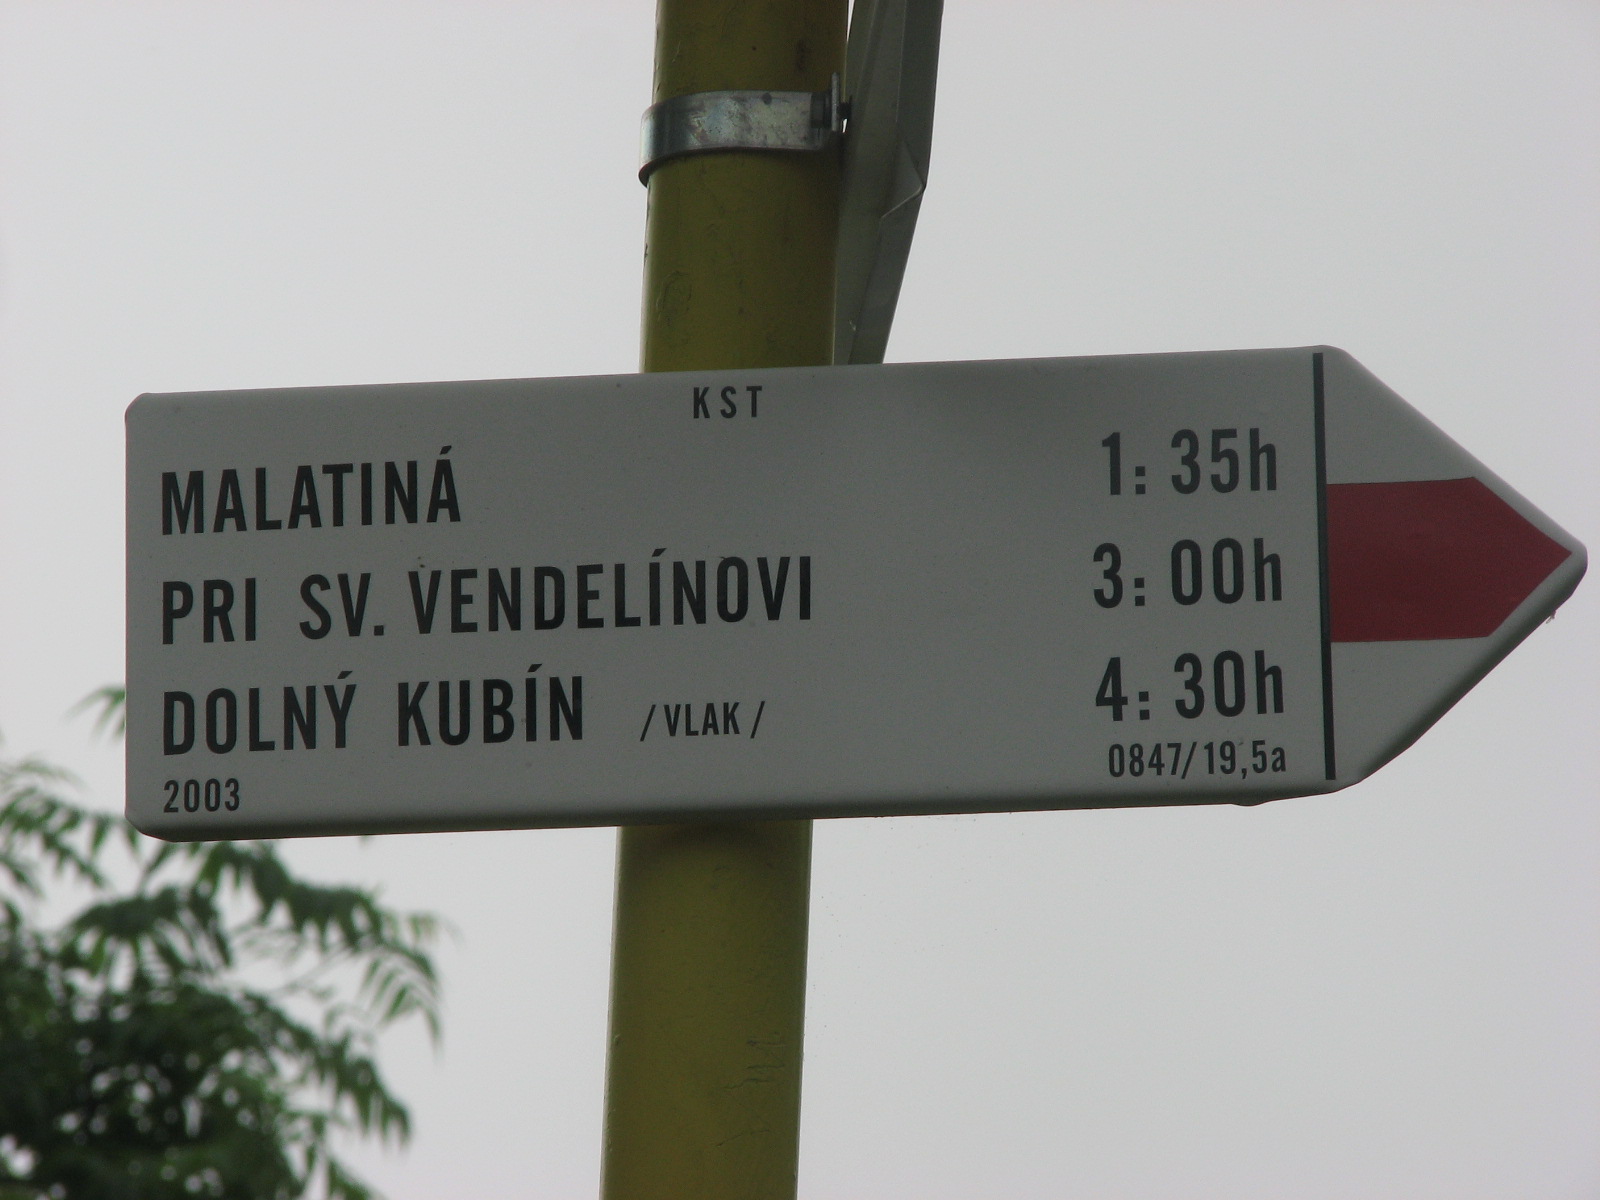 KST
MALATINÁ 1: 35h
PRI SV. VENDELÍNOVI 3: 00h
DOLNÝ KUBÍN /VLAK/ 4: 30h
2003 0847/19,5a